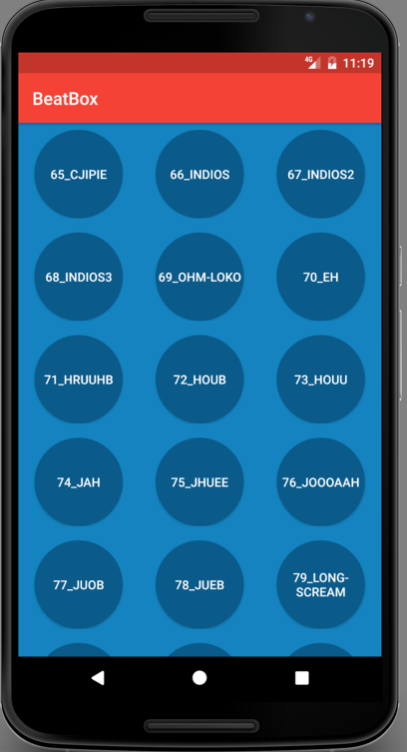 4G 11:19
BeatBox
65_CJIPIE 66_INDIOS 67_INDIOS2
68_INDIOS3 69_OHM-LOKO 70_EH
71_HRUUHB 72_HOUB 73_HOUU
74_JAH 75_JHUEE 76_JOOOAAH
77_JUOB 78_JUEB 79_LONG-
SCREAM